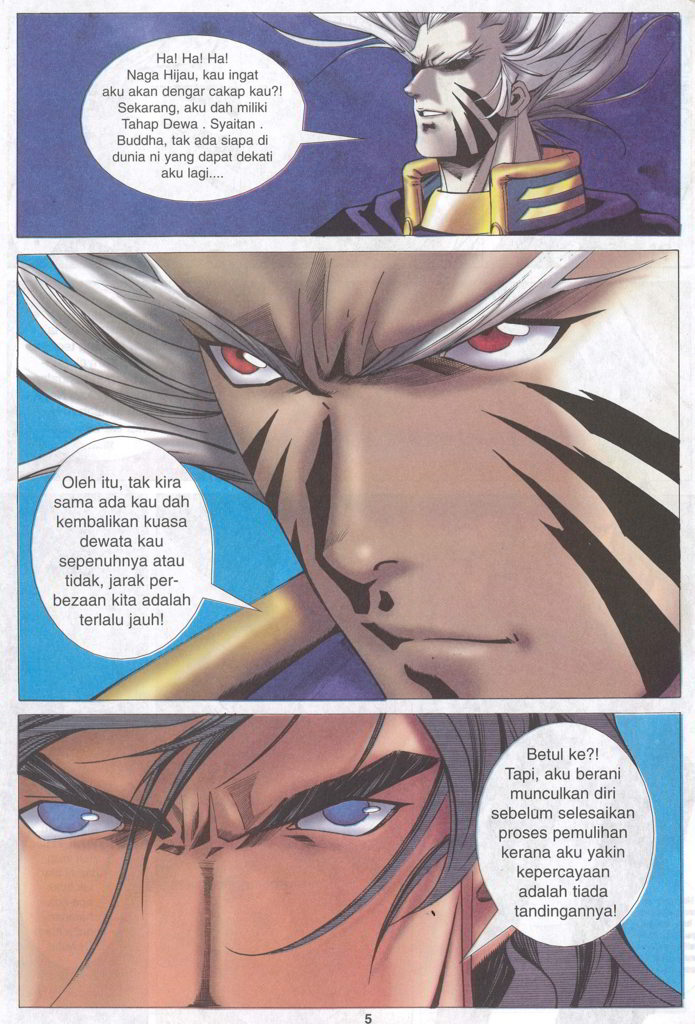 Ha! Ha! Ha!
Naga Hijau, kau ingat
aku akan dengar cakap kau?!
Sekarang, aku dah miliki
Tahap Dewa . Syaitan .
Buddha, tak ada siapa di
dunia ni yang dapat dekati
aku lagi....
Oleh itu, tak kira
sama ada kau dah
kembalikan kuasa
dewata kau
sepenuhnya atau
tidak, jarak per-
bezaan kita adalah
terlalu jauh!
Betul ke?!
Tapi, aku berani
munculkan diri
sebelum selesaikan
proses pemulihan
kerana aku yakin
kepercayaan
adalah tiada
tandingannya!
5